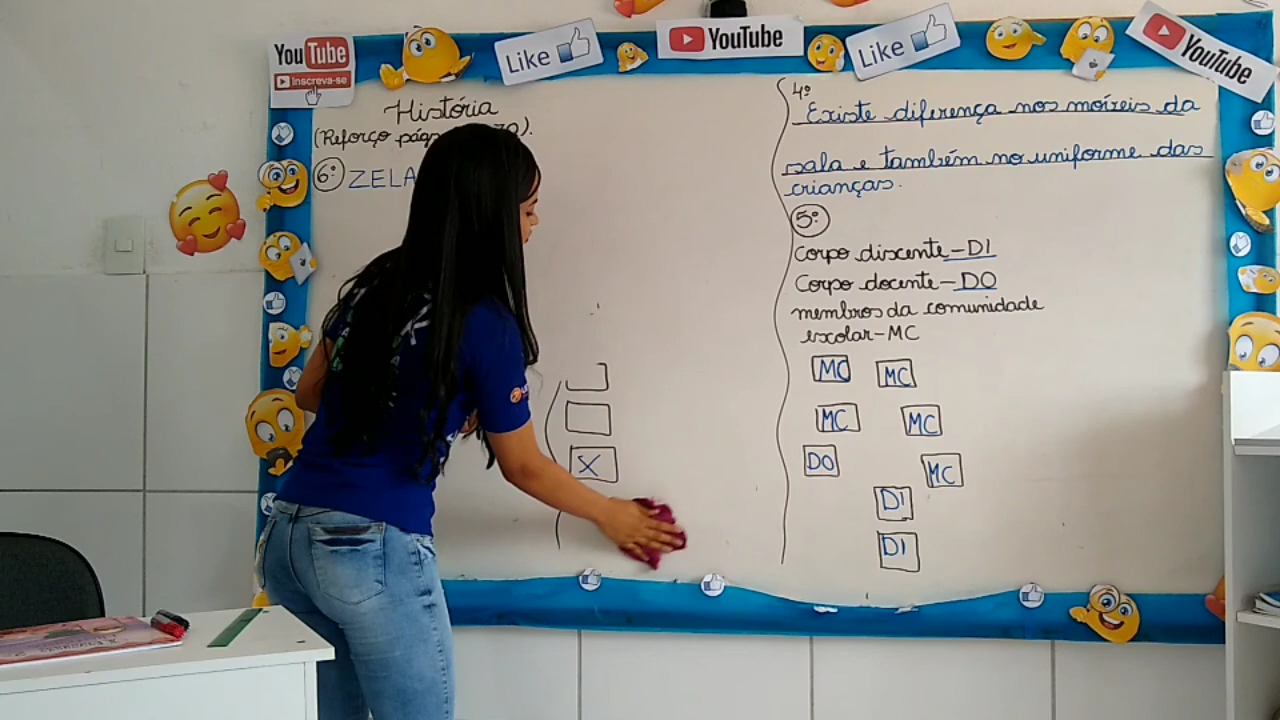 YouTube
Inscreva-se
Like
YouTube
Like
YouTube
História
(Reforço
6º ZELA
X
4º
Existe diferença nos moíreis da
sala e também no uniforme das
crianças.
5º
Corpo discente-DI
Corpo docente-DO
membros da comunidade
escolar-MC
MC MC
MC MC
DO MC
DI
DI